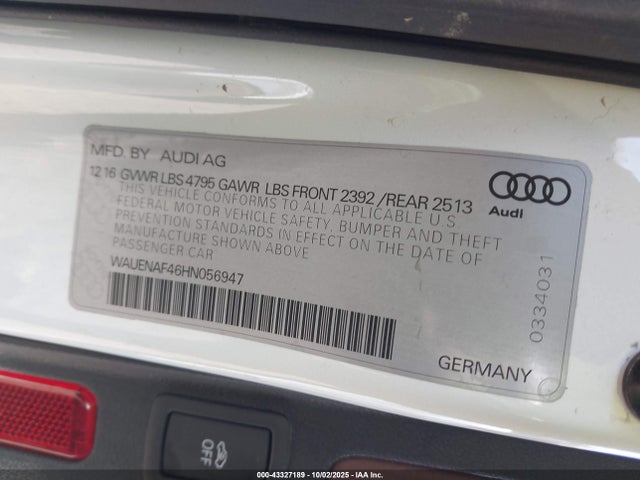 MFD. BY AUDI AG
1216 GVWR LBS 4795 GAWR LBS FRONT 2392 /REAR 2513
THIS VEHICLE CONFORMS TO ALL APPLICABLE U S
FEDERAL MOTOR VEHICLE SAFETY, BUMPER AND THEFT
PREVENTION STANDARDS IN EFFECT ON THE DATE OF
MANUFACTURE SHOWN ABOVE
PASSENGER CAR
WAUENAF46HN056947
Audi
0334031
GERMANY
OFF
000-43327189 - 10/02/2025 - IAA Inc.